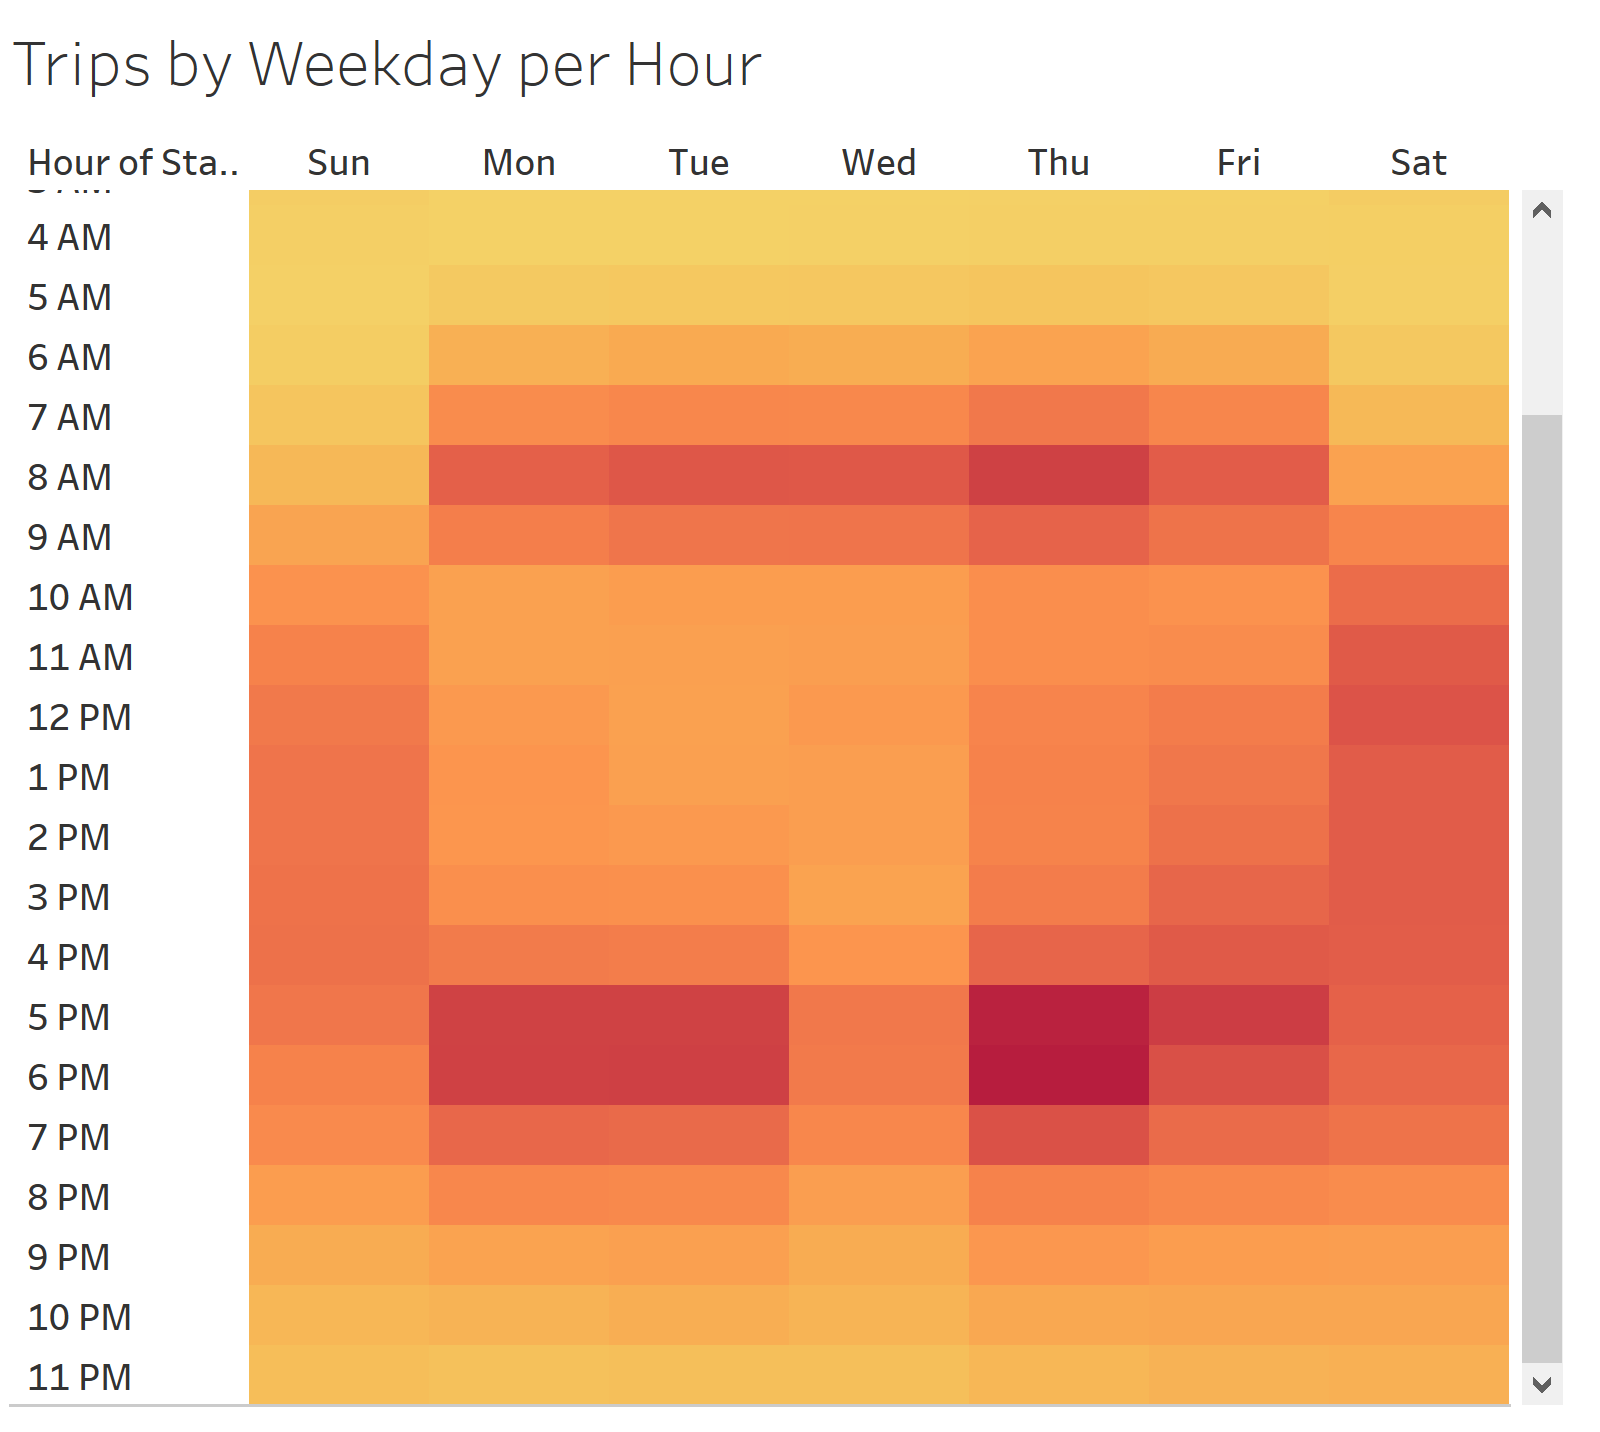 Trips by Weekday per Hour
Hour of Sta.. Sun Mon Tue Wed Thu Fri Sat
4 AM
5 AM
6 AM
7 AM
8 AM
9 AM
10 AM
11 AM
12 PM
1 PM
2 PM
3 PM
4 PM
5 PM
6 PM
7 PM
8 PM
9 PM
10 PM
11 PM